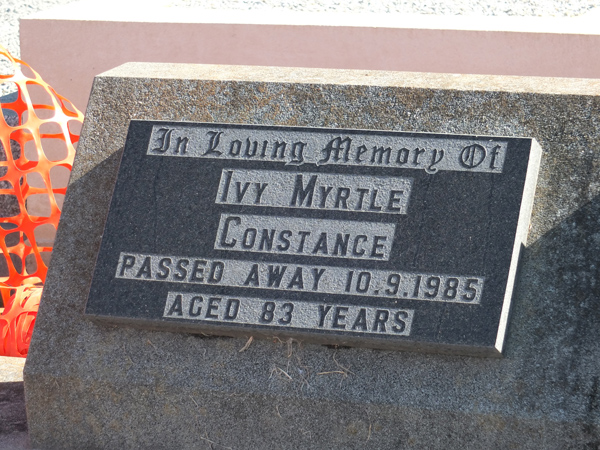 In Loving Memory Of
IVY MYRTLE
CONSTANCE
PASSED AWAY 10.9.1985
AGED 83 YEARS